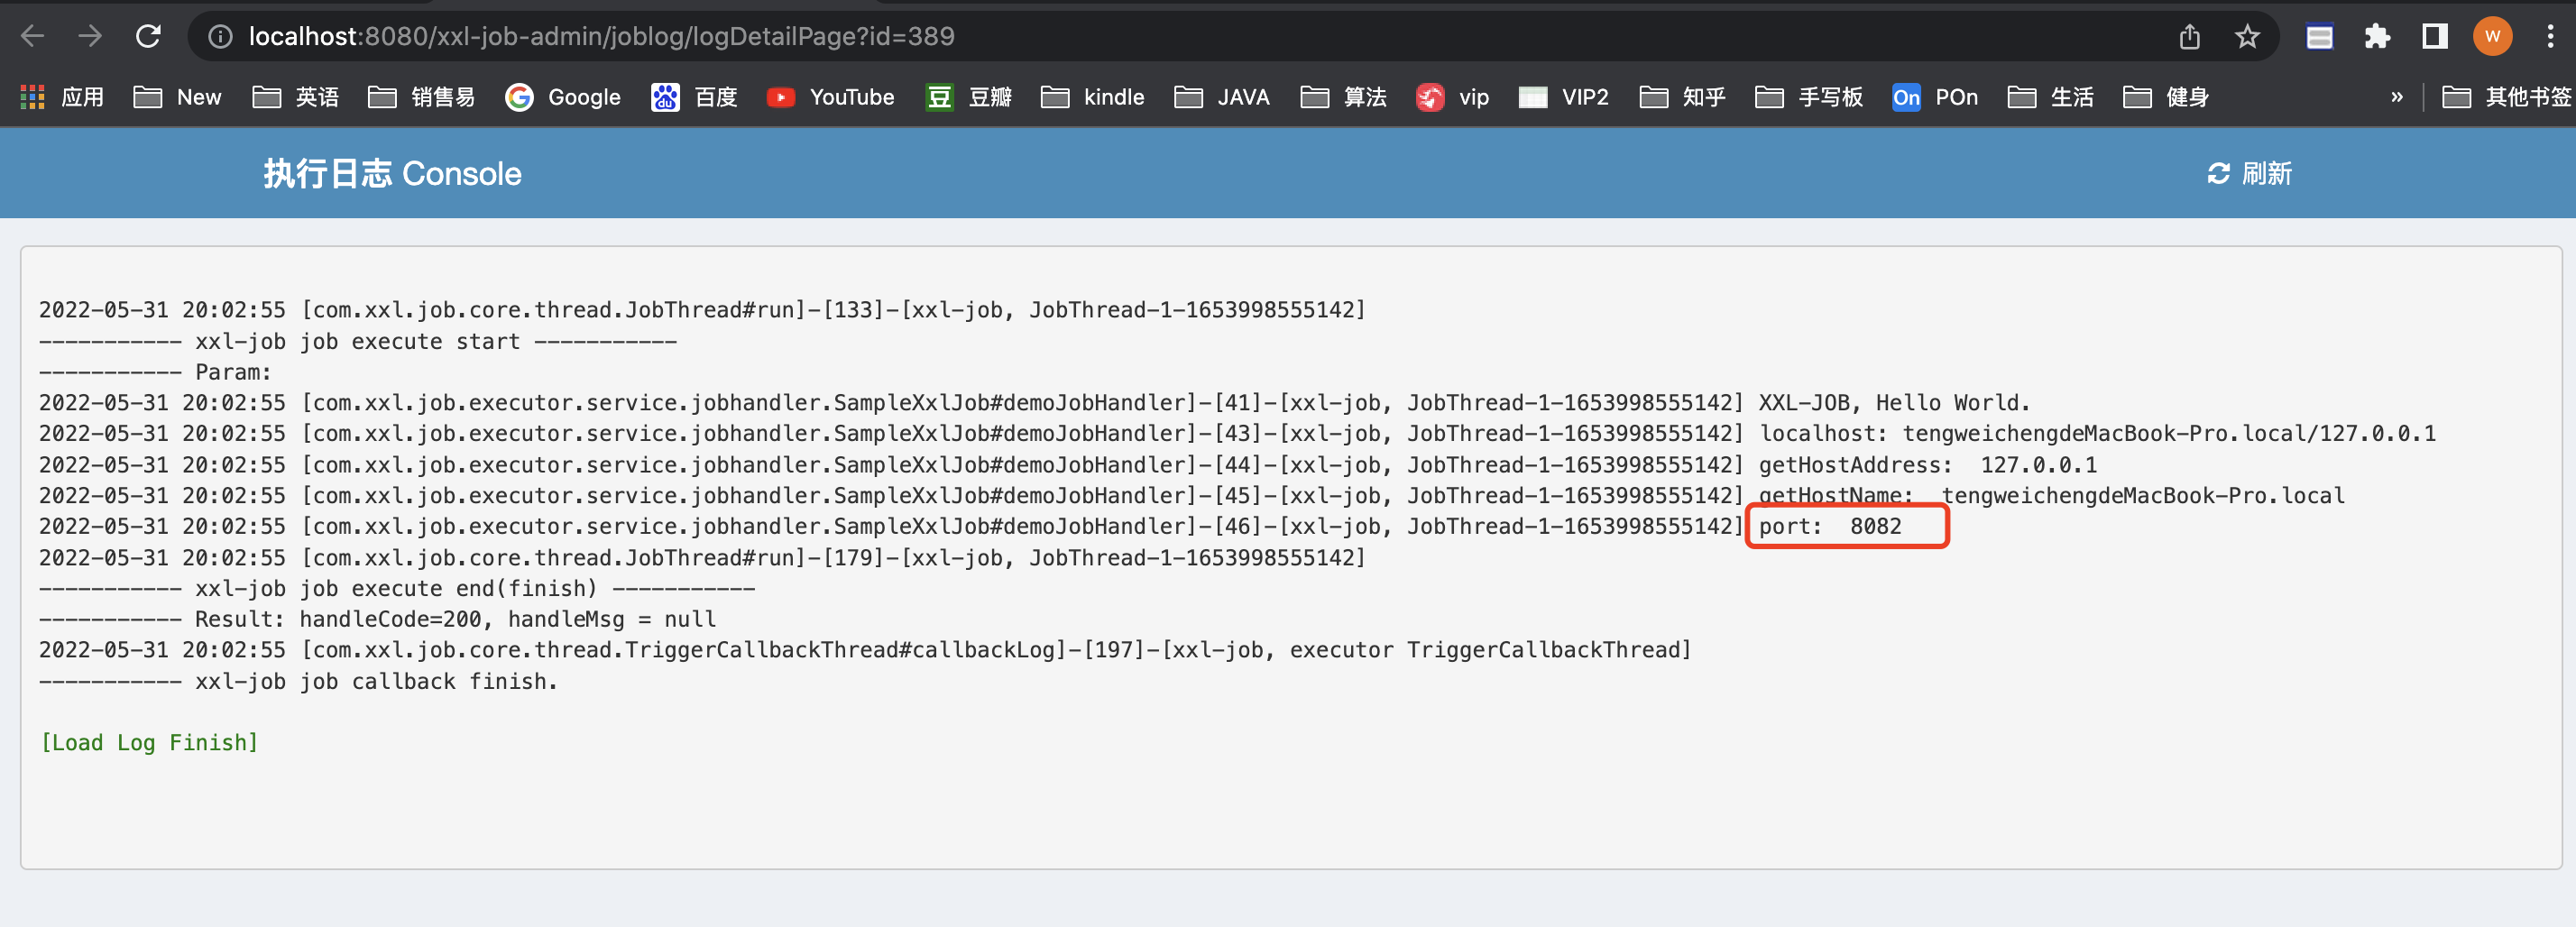 localhost:8080/xxl-job-admin/joblog/logDetailPage?id=389
W
应用 New 英语 销售易 Google du 百度 YouTube 豆 豆瓣 kindle JAVA 算法 vip VIP2 知乎 手写板 On POn 生活 健身 » 其他书签
执行日志 Console 刷新
2022-05-31 20:02:55 [com.xxl.job.core.thread.JobThread#run]-[133]-[xxl-job, JobThread-1-1653998555142]
----------- xxl-job job execute start -----------
----------- Param:
2022-05-31 20:02:55 [com.xxl.job.executor.service.jobhandler.SampleXxlJob#demoJobHandler]-[41]-[xxl-job, JobThread-1-1653998555142] XXL-JOB, Hello World.
2022-05-31 20:02:55 [com.xxl.job.executor.service.jobhandler.SampleXxlJob#demoJobHandler]-[43]-[xxl-job, JobThread-1-1653998555142] localhost: tengweichengdeMacBook-Pro.local/127.0.0.1
2022-05-31 20:02:55 [com.xxl.job.executor.service.jobhandler.SampleXxlJob#demoJobHandler]-[44]-[xxl-job, JobThread-1-1653998555142] getHostAddress:  127.0.0.1
2022-05-31 20:02:55 [com.xxl.job.executor.service.jobhandler.SampleXxlJob#demoJobHandler]-[45]-[xxl-job, JobThread-1-1653998555142] getHostName:  tengweichengdeMacBook-Pro.local
2022-05-31 20:02:55 [com.xxl.job.executor.service.jobhandler.SampleXxlJob#demoJobHandler]-[46]-[xxl-job, JobThread-1-1653998555142] port:  8082
2022-05-31 20:02:55 [com.xxl.job.core.thread.JobThread#run]-[179]-[xxl-job, JobThread-1-1653998555142]
----------- xxl-job job execute end(finish) -----------
----------- Result: handleCode=200, handleMsg = null
2022-05-31 20:02:55 [com.xxl.job.core.thread.TriggerCallbackThread#callbackLog]-[197]-[xxl-job, executor TriggerCallbackThread]
----------- xxl-job job callback finish.
[Load Log Finish]